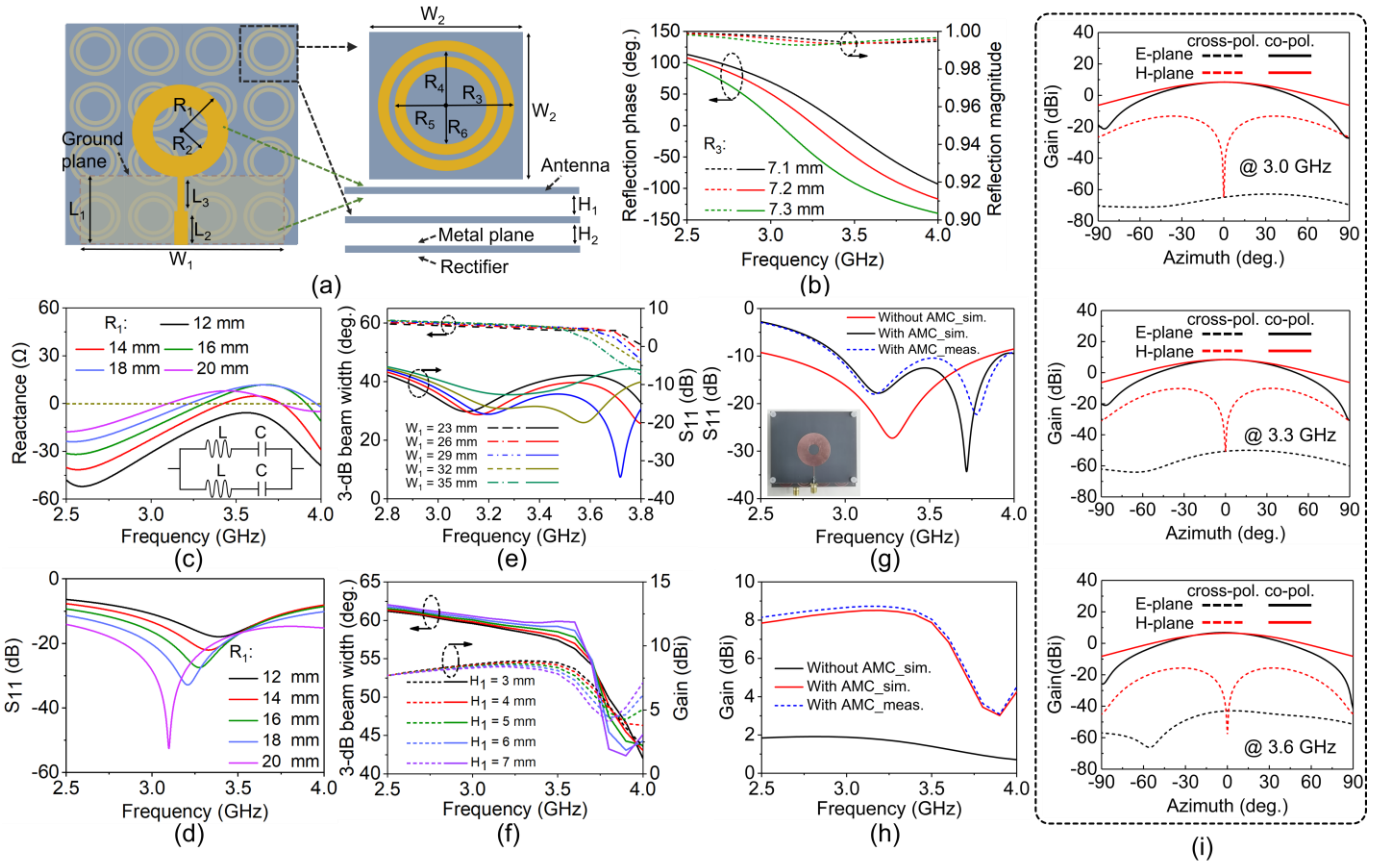 W2
R1
R2
Ground plane
L1
L3
L2
W1
R4
R3
R5
R6
W2
Antenna
H1
H2
Metal plane
Rectifier
(a)
Reflection phase (deg.)
150
100
50
0
-50
-100
-150
1.00
0.98
0.96
0.94
0.92
0.90
Reflection magnitude
R3:
7.1 mm
7.2 mm
7.3 mm
2.5 3.0 3.5 4.0
Frequency (GHz)
(b)
Reactance (Ω)
30
15
0
-15
-30
-60
R1:
12 mm
14 mm
16 mm
18 mm
20 mm
L C
L C
2.5 3.0 3.5 4.0
Frequency (GHz)
(c)
3-dB beam width (deg.)
60
40
30
20
0
10
0
-10
-20
-30
-40
S11 (dB)
W1 = 23 mm
W1 = 26 mm
W1 = 29 mm
W1 = 32 mm
W1 = 35 mm
2.8 3.0 3.2 3.4 3.6 3.8
Frequency (GHz)
(e)
S11
0
-10
-20
-30
-40
Without AMC_sim.
With AMC_sim.
With AMC_meas.
2.5 3.0 3.5 4.0
Frequency (GHz)
(g)
S11 (dB)
0
-20
-40
-60
R1:
12 mm
14 mm
16 mm
18 mm
20 mm
2.5 3.0 3.5 4.0
Frequency (GHz)
(d)
3-dB beam width (deg.)
65
60
55
50
45
40
15
10
5
0
Gain (dBi)
H1 = 3 mm
H1 = 4 mm
H1 = 5 mm
H1 = 6 mm
H1 = 7 mm
2.5 3.0 3.5 4.0
Frequency (GHz)
(f)
Gain (dBi)
10
8
6
4
2
0
Without AMC_sim.
With AMC_sim.
With AMC_meas.
2.5 3.0 3.5 4.0
Frequency (GHz)
(h)
Gain (dBi)
60
40
20
0
-20
-40
-60
-80
cross-pol. co-pol.
E-plane
H-plane
@ 3.0 GHz
-90 -60 -30 0 30 60 90
Azimuth (deg.)
Gain (dBi)
60
40
20
0
-20
-40
-60
-80
cross-pol. co-pol.
E-plane
H-plane
@ 3.3 GHz
-90 -60 -30 0 30 60 90
Azimuth (deg.)
Gain(dBi)
60
40
20
0
-20
-40
-60
-80
cross-pol. co-pol.
E-plane
H-plane
@ 3.6 GHz
-90 -60 -30 0 30 60 90
Azimuth (deg.)
(i)